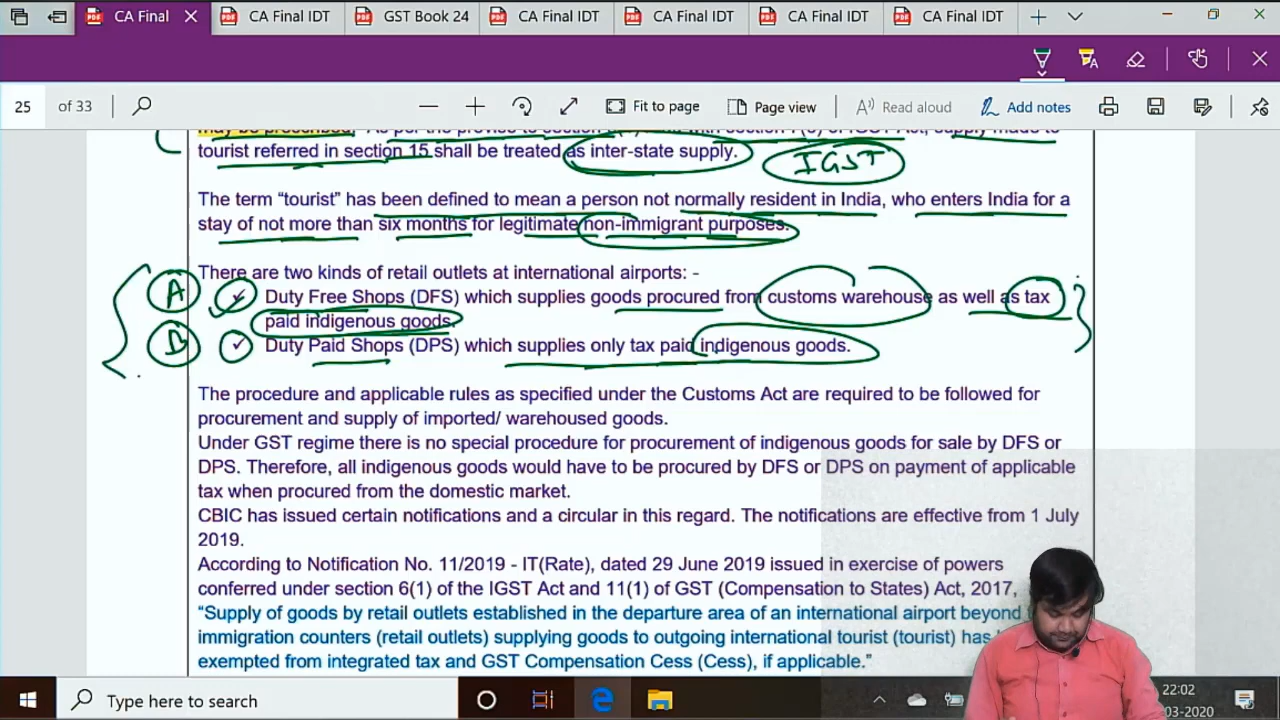 CA Final
CA Final IDT
GST Book 24
CA Final IDT
CA Final IDT
CA Final IDT
CA Final IDT
25 of 33
Fit to page
Page view
Read aloud
Add notes
tourist referred in section 15 shall be treated as inter-state supply.
IGST
The term “tourist” has been defined to mean a person not normally resident in India, who enters India for a
stay of not more than six months for legitimate non-immigrant purposes.
There are two kinds of retail outlets at international airports: -
A
Duty Free Shops (DFS) which supplies goods procured from customs warehouse as well as tax
paid indigenous goods.
Duty Paid Shops (DPS) which supplies only tax paid indigenous goods.
The procedure and applicable rules as specified under the Customs Act are required to be followed for
procurement and supply of imported/ warehoused goods.
Under GST regime there is no special procedure for procurement of indigenous goods for sale by DFS or
DPS. Therefore, all indigenous goods would have to be procured by DFS or DPS on payment of applicable
tax when procured from the domestic market.
CBIC has issued certain notifications and a circular in this regard. The notifications are effective from 1 July
2019.
According to Notification No. 11/2019 - IT(Rate), dated 29 June 2019 issued in exercise of powers
conferred under section 6(1) of the IGST Act and 11(1) of GST (Compensation to States) Act, 2017,
“Supply of goods by retail outlets established in the departure area of an international airport beyond
immigration counters (retail outlets) supplying goods to outgoing international tourist (tourist) has
exempted from integrated tax and GST Compensation Cess (Cess), if applicable.”
Type here to search
22:02
-03-2020